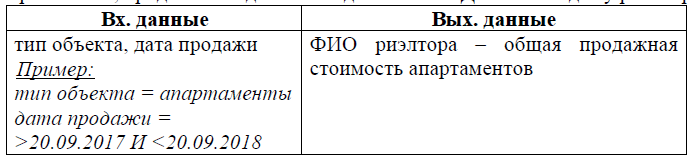 Вх. данные
Вых. данные
тип объекта, дата продажи
Пример:
тип объекта = апартаменты
дата продажи =
>20.09.2017 И <20.09.2018
ФИО риэлтора – общая продажная
стоимость апартаментов